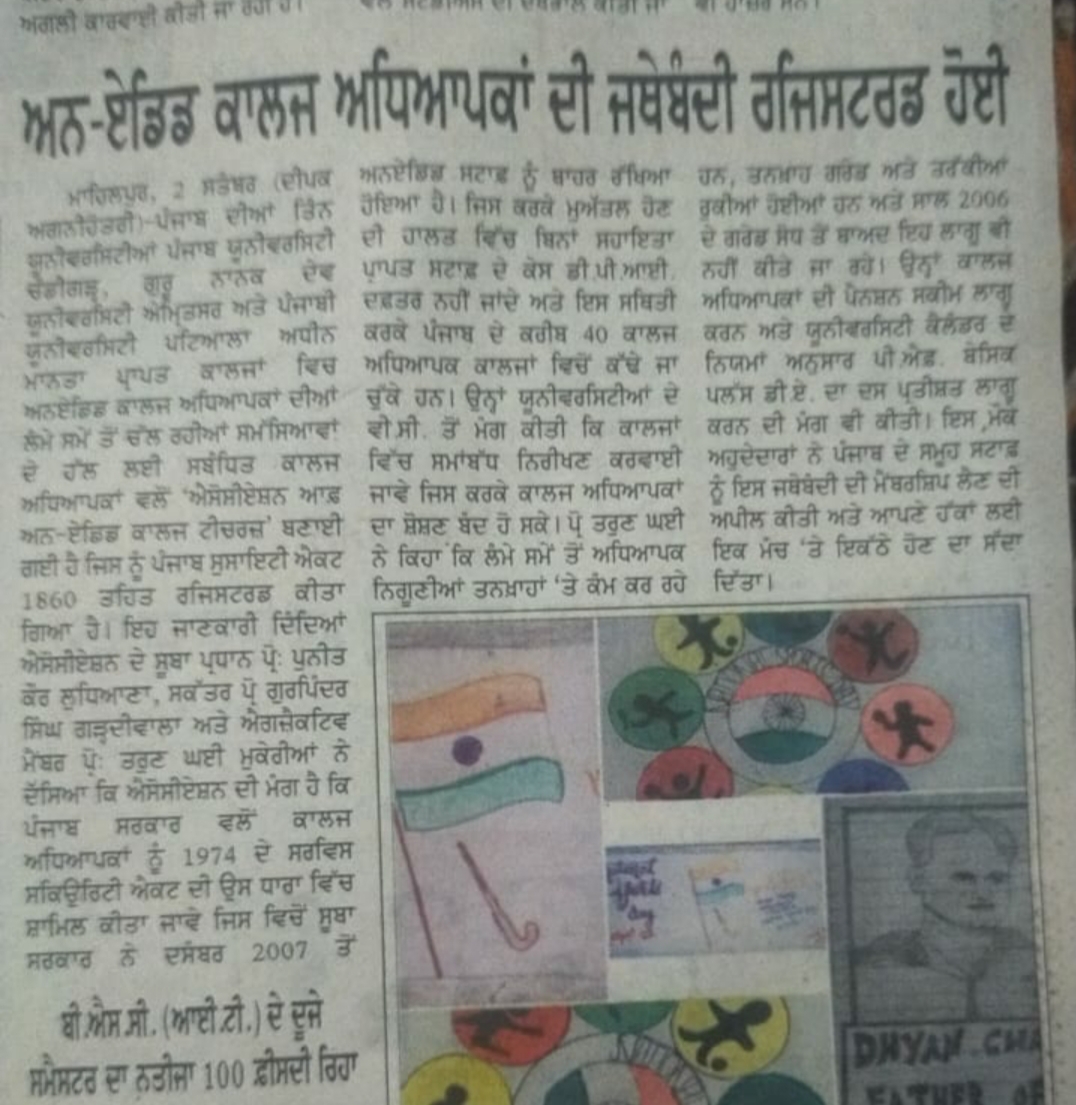 ਅਗਲੀ ਕਾਰਵਾਈ ਕੀਤੀ ਜਾ ਰਹੀ ਹੈ।
ਅਨ-ਏਡਿਡ ਕਾਲਜ ਅਧਿਆਪਕਾਂ ਦੀ ਜਥੇਬੰਦੀ ਰਜਿਸਟਰਡ ਹੋਈ
ਮਾਹਿਲਪੁਰ, 2 ਸਤੰਬਰ (ਦੀਪਕ
ਅਗਨੀਹੋਤਰੀ)-ਪੰਜਾਬ ਦੀਆਂ ਤਿੰਨ
ਯੂਨੀਵਰਸਿਟੀਆਂ ਪੰਜਾਬ ਯੂਨੀਵਰਸਿਟੀ
ਚੰਡੀਗੜ੍ਹ, ਗੁਰੂ ਨਾਨਕ ਦੇਵ
ਯੂਨੀਵਰਸਿਟੀ ਅੰਮ੍ਰਿਤਸਰ ਅਤੇ ਪੰਜਾਬੀ
ਯੂਨੀਵਰਸਿਟੀ ਪਟਿਆਲਾ ਅਧੀਨ
ਮਾਨਤਾ ਪ੍ਰਾਪਤ ਕਾਲਜਾਂ ਵਿਚ
ਅਨਏਡਿਡ ਕਾਲਜ ਅਧਿਆਪਕਾਂ ਦੀਆਂ
ਲੰਮੇ ਸਮੇਂ ਤੋਂ ਚੱਲ ਰਹੀਆਂ ਸਮੱਸਿਆਵਾਂ
ਦੇ ਹੱਲ ਲਈ ਸਬੰਧਿਤ ਕਾਲਜ
ਅਧਿਆਪਕਾਂ ਵਲੋਂ 'ਐਸੋਸੀਏਸ਼ਨ ਆਫ਼
ਅਨ-ਏਡਿਡ ਕਾਲਜ ਟੀਚਰਜ਼' ਬਣਾਈ
ਗਈ ਹੈ ਜਿਸ ਨੂੰ ਪੰਜਾਬ ਸੁਸਾਇਟੀ ਐਕਟ
1860 ਤਹਿਤ ਰਜਿਸਟਰਡ ਕੀਤਾ
ਗਿਆ ਹੈ। ਇਹ ਜਾਣਕਾਰੀ ਦਿੰਦਿਆਂ
ਐਸੋਸੀਏਸ਼ਨ ਦੇ ਸੂਬਾ ਪ੍ਰਧਾਨ ਪ੍ਰੋ: ਪੁਨੀਤ
ਕੌਰ ਲੁਧਿਆਣਾ, ਸਕੱਤਰ ਪ੍ਰੋ ਗੁਰਪਿੰਦਰ
ਸਿੰਘ ਗੜ੍ਹਦੀਵਾਲਾ ਅਤੇ ਐਗਜ਼ੈਕਟਿਵ
ਮੈਂਬਰ ਪ੍ਰੋ: ਤਰੁਣ ਘਈ ਮੁਕੇਰੀਆਂ ਨੇ
ਦੱਸਿਆ ਕਿ ਐਸੋਸੀਏਸ਼ਨ ਦੀ ਮੰਗ ਹੈ ਕਿ
ਪੰਜਾਬ ਸਰਕਾਰ ਵਲੋਂ ਕਾਲਜ
ਅਧਿਆਪਕਾਂ ਨੂੰ 1974 ਦੇ ਸਰਵਿਸ
ਸਕਿਉਰਿਟੀ ਐਕਟ ਦੀ ਉਸ ਧਾਰਾ ਵਿੱਚ
ਸ਼ਾਮਿਲ ਕੀਤਾ ਜਾਵੇ ਜਿਸ ਵਿਚੋਂ ਸੂਬਾ
ਸਰਕਾਰ ਨੇ ਦਸੰਬਰ 2007 ਤੋਂ
ਅਨਏਡਿਡ ਸਟਾਫ਼ ਨੂੰ ਬਾਹਰ ਰੱਖਿਆ
ਹੋਇਆ ਹੈ। ਜਿਸ ਕਰਕੇ ਮੁਅੱਤਲ ਹੋਣ
ਦੀ ਹਾਲਤ ਵਿੱਚ ਬਿਨਾਂ ਸਹਾਇਤਾ
ਪ੍ਰਾਪਤ ਸਟਾਫ਼ ਦੇ ਕੇਸ ਡੀ.ਪੀ.ਆਈ.
ਦਫ਼ਤਰ ਨਹੀਂ ਜਾਂਦੇ ਅਤੇ ਇਸ ਸਥਿਤੀ
ਕਰਕੇ ਪੰਜਾਬ ਦੇ ਕਰੀਬ 40 ਕਾਲਜ
ਅਧਿਆਪਕ ਕਾਲਜਾਂ ਵਿਚੋਂ ਕੱਢੇ ਜਾ
ਚੁੱਕੇ ਹਨ। ਉਨ੍ਹਾਂ ਯੂਨੀਵਰਸਿਟੀਆਂ ਦੇ
ਵੀ.ਸੀ. ਤੋਂ ਮੰਗ ਕੀਤੀ ਕਿ ਕਾਲਜਾਂ
ਵਿੱਚ ਸਮਾਂਬੱਧ ਨਿਰੀਖਣ ਕਰਵਾਈ
ਜਾਵੇ ਜਿਸ ਕਰਕੇ ਕਾਲਜ ਅਧਿਆਪਕਾਂ
ਦਾ ਸ਼ੋਸ਼ਣ ਬੰਦ ਹੋ ਸਕੇ। ਪ੍ਰੋ ਤਰੁਣ ਘਈ
ਨੇ ਕਿਹਾ ਕਿ ਲੰਮੇ ਸਮੇਂ ਤੋਂ ਅਧਿਆਪਕ
ਨਿਗੂਣੀਆਂ ਤਨਖ਼ਾਹਾਂ 'ਤੇ ਕੰਮ ਕਰ ਰਹੇ
ਹਨ, ਤਨਖ਼ਾਹ ਗਰੇਡ ਅਤੇ ਤਰੱਕੀਆਂ
ਰੁਕੀਆਂ ਹੋਈਆਂ ਹਨ ਅਤੇ ਸਾਲ 2006
ਦੇ ਗਰੇਡ ਸੋਧ ਤੋਂ ਬਾਅਦ ਇਹ ਲਾਗੂ ਵੀ
ਨਹੀਂ ਕੀਤੇ ਜਾ ਰਹੇ। ਉਨ੍ਹਾਂ ਕਾਲਜ
ਅਧਿਆਪਕਾਂ ਦੀ ਪੈਨਸ਼ਨ ਸਕੀਮ ਲਾਗੂ
ਕਰਨ ਅਤੇ ਯੂਨੀਵਰਸਿਟੀ ਕੈਲੰਡਰ ਦੇ
ਨਿਯਮਾਂ ਅਨੁਸਾਰ ਪੀ.ਐਫ਼. ਬੇਸਿਕ
ਪਲੱਸ ਡੀ.ਏ. ਦਾ ਦਸ ਪ੍ਰਤੀਸ਼ਤ ਲਾਗੂ
ਕਰਨ ਦੀ ਮੰਗ ਵੀ ਕੀਤੀ। ਇਸ ਮੌਕੇ
ਅਹੁਦੇਦਾਰਾਂ ਨੇ ਪੰਜਾਬ ਦੇ ਸਮੂਹ ਸਟਾਫ਼
ਨੂੰ ਇਸ ਜਥੇਬੰਦੀ ਦੀ ਮੈਂਬਰਸ਼ਿਪ ਲੈਣ ਦੀ
ਅਪੀਲ ਕੀਤੀ ਅਤੇ ਆਪਣੇ ਹੱਕਾਂ ਲਈ
ਇਕ ਮੰਚ 'ਤੇ ਇਕੱਠੇ ਹੋਣ ਦਾ ਸੱਦਾ
ਦਿੱਤਾ।
ਬੀ.ਐਸ.ਸੀ. (ਆਈ.ਟੀ.) ਦੇ ਦੂਜੇ
ਸਮੈਸਟਰ ਦਾ ਨਤੀਜਾ 100 ਫ਼ੀਸਦੀ ਰਿਹਾ
DHYAN CHA
FATHER OF